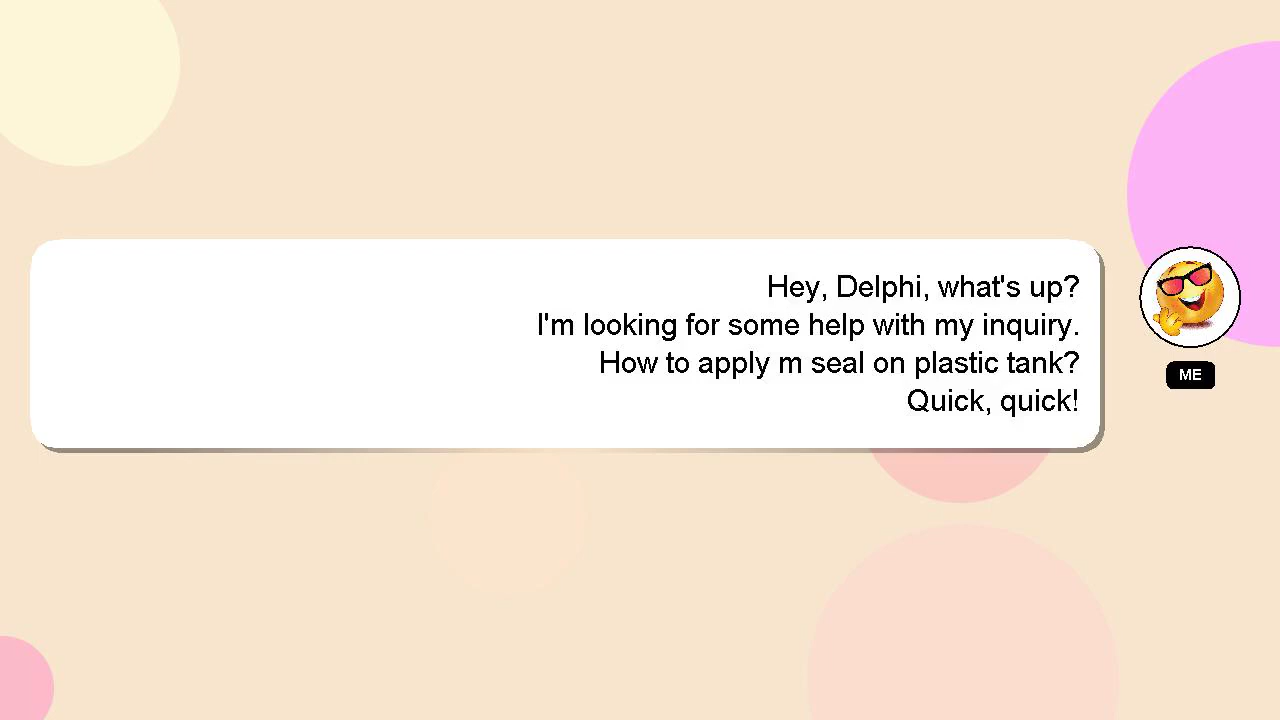 Hey, Delphi, what's up?
I'm looking for some help with my inquiry.
How to apply m seal on plastic tank?
Quick, quick!
ME